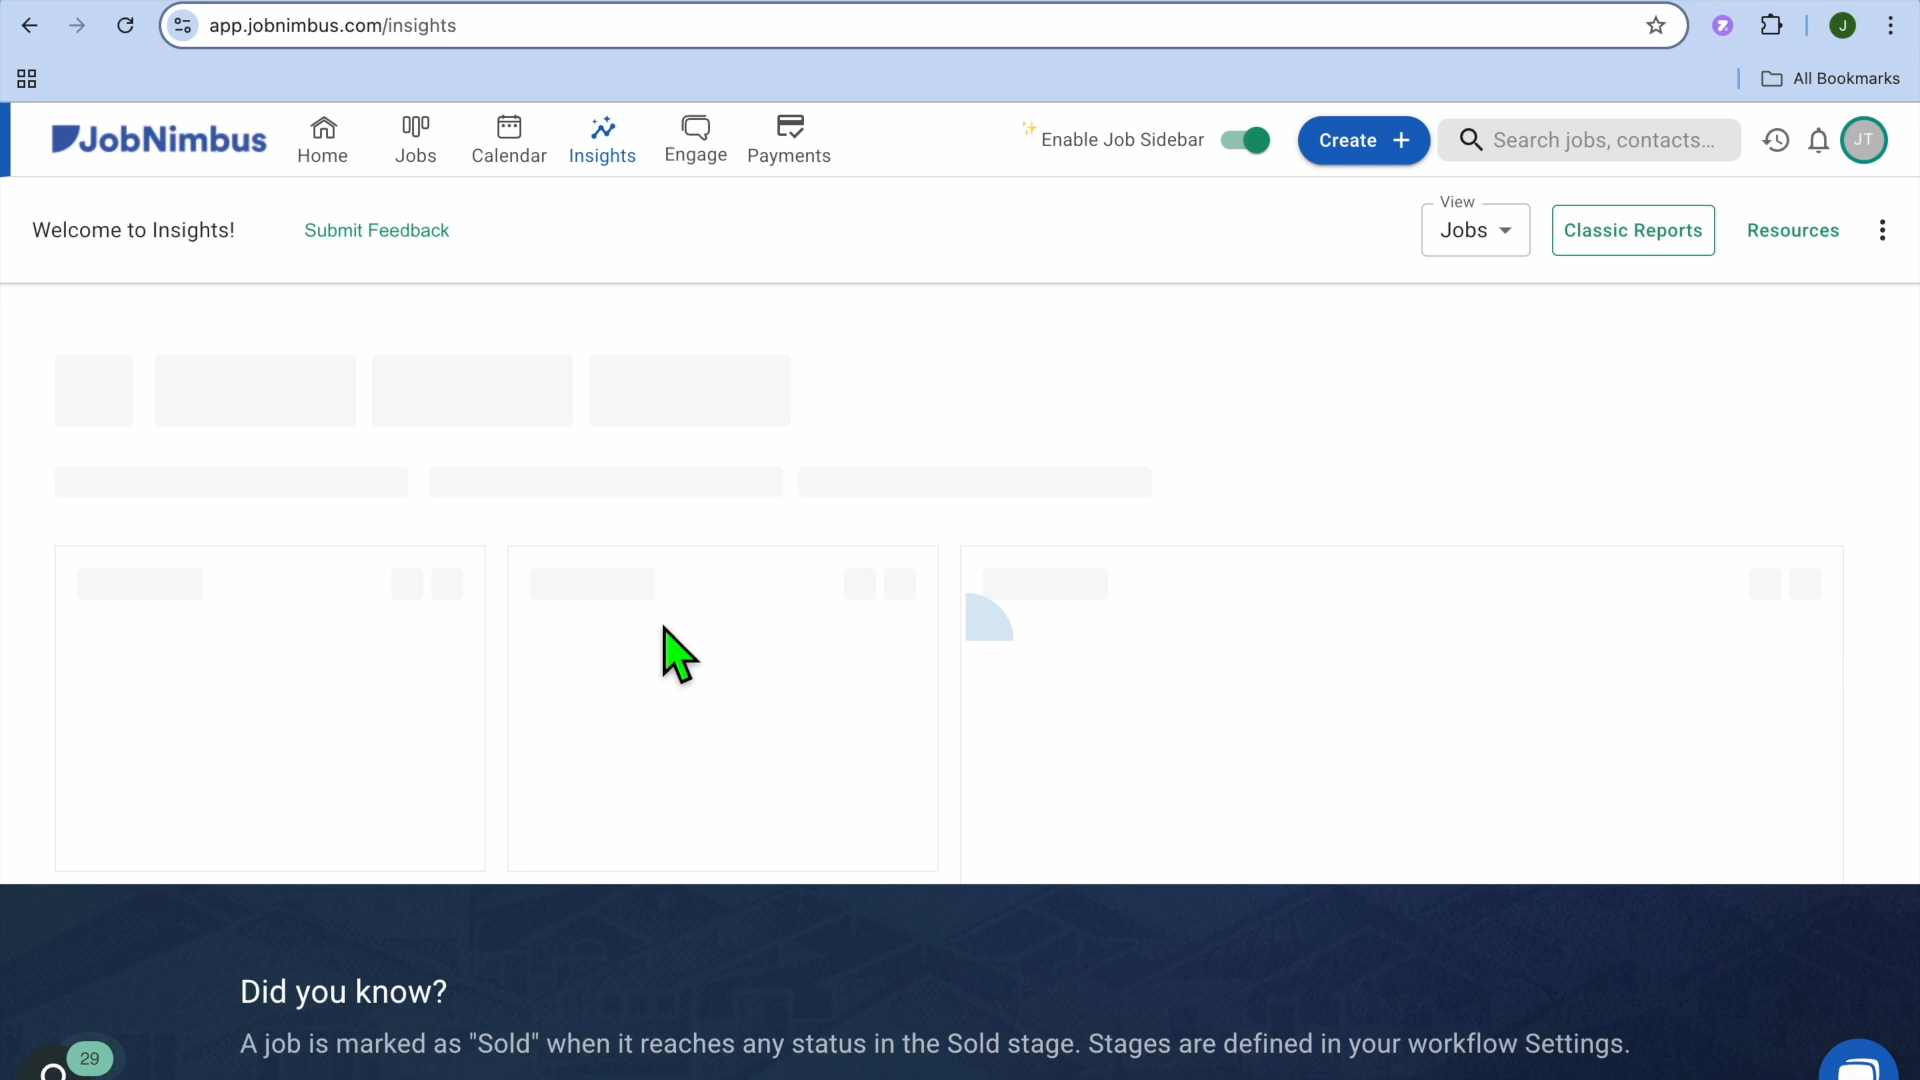 app.jobnimbus.com/insights
J
All Bookmarks
JobNimbus
Home
Jobs
Calendar
Insights
Engage
Payments
Enable Job Sidebar
Create +
Search jobs, contacts...
JT
Welcome to Insights!
Submit Feedback
View
Jobs
Classic Reports
Resources
Did you know?
A job is marked as "Sold" when it reaches any status in the Sold stage. Stages are defined in your workflow Settings.
29